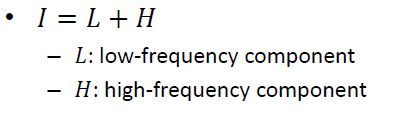 • I = L + H
– L: low-frequency component
– H: high-frequency component